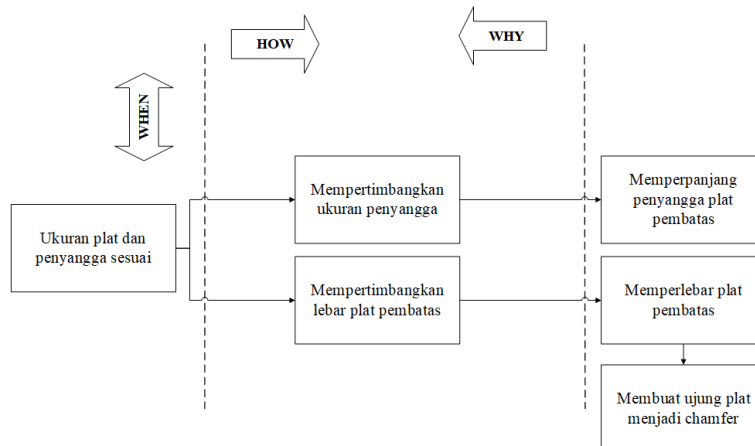 HOW
WHY
WHEN
Ukuran plat dan
penyangga sesuai
Mempertimbangkan
ukuran penyangga
Memperpanjang
penyangga plat
pembatas
Mempertimbangkan
lebar plat pembatas
Memperlebar plat
pembatas
Membuat ujung plat
menjadi chamfer